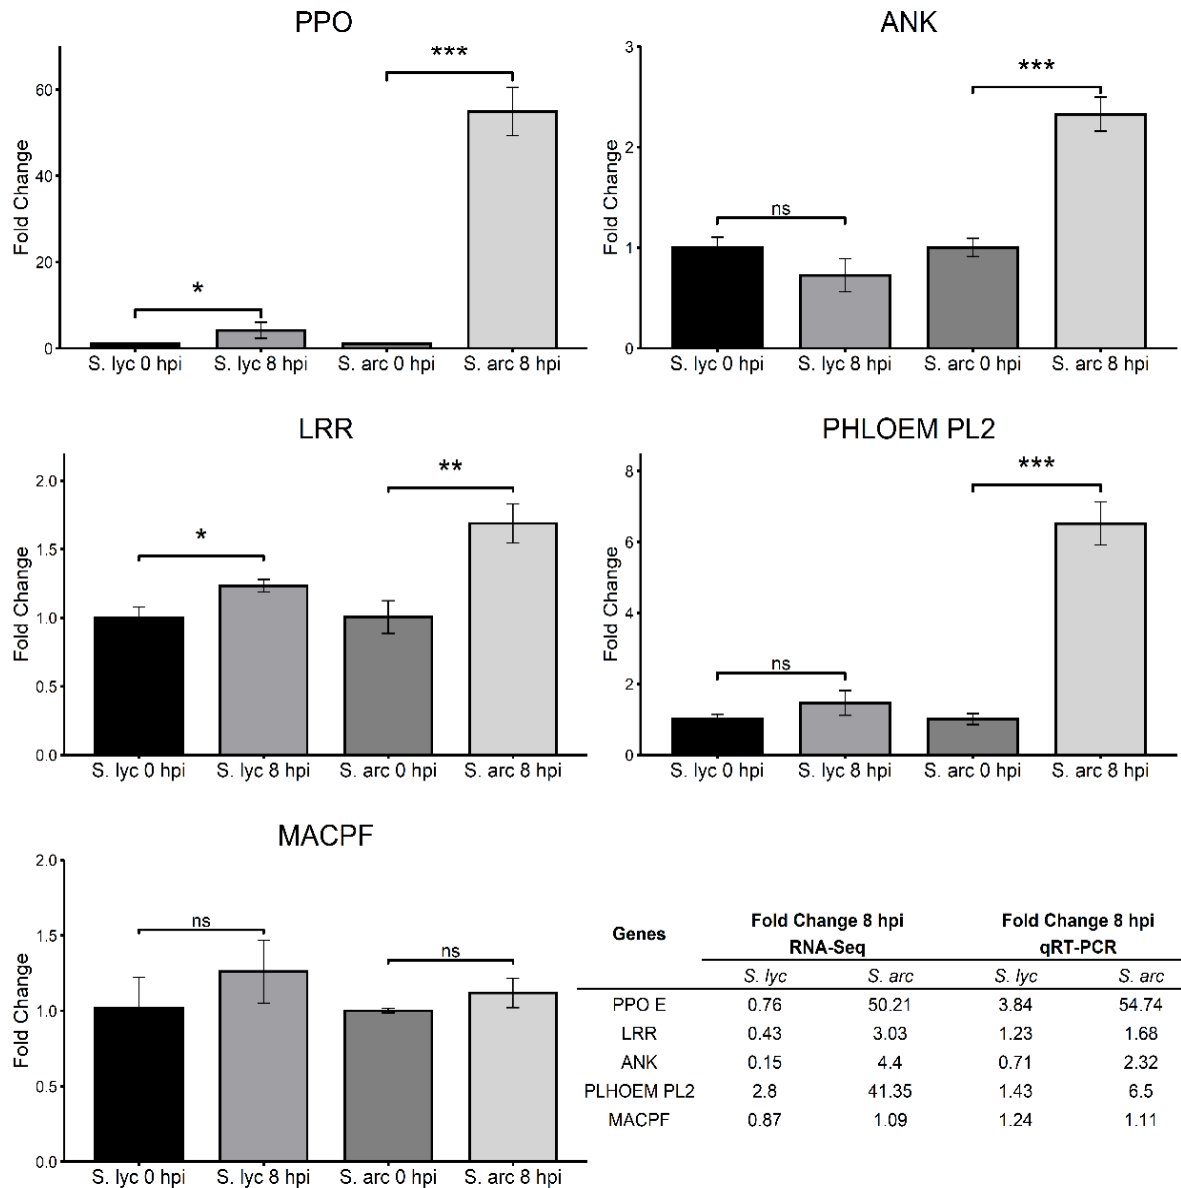 PPO
Fold Change
60
40
20
0
***
*
S. lyc 0 hpi S. lyc 8 hpi S. arc 0 hpi S. arc 8 hpi
ANK
Fold Change
3
2
1
0
***
ns
S. lyc 0 hpi S. lyc 8 hpi S. arc 0 hpi S. arc 8 hpi
LRR
Fold Change
2.0
1.5
1.0
0.5
0.0
**
*
S. lyc 0 hpi S. lyc 8 hpi S. arc 0 hpi S. arc 8 hpi
PHLOEM PL2
Fold Change
8
6
4
2
0
***
ns
S. lyc 0 hpi S. lyc 8 hpi S. arc 0 hpi S. arc 8 hpi
MACPF
Fold Change
2.0
1.5
1.0
0.5
0.0
ns
ns
S. lyc 0 hpi S. lyc 8 hpi S. arc 0 hpi S. arc 8 hpi
Genes
Fold Change 8 hpi Fold Change 8 hpi
RNA-Seq qRT-PCR
S. lyc S. arc S. lyc S. arc
PPO E 0.76 50.21 3.84 54.74
LRR 0.43 3.03 1.23 1.68
ANK 0.15 4.4 0.71 2.32
PLHOEM PL2 2.8 41.35 1.43 6.5
MACPF 0.87 1.09 1.24 1.11